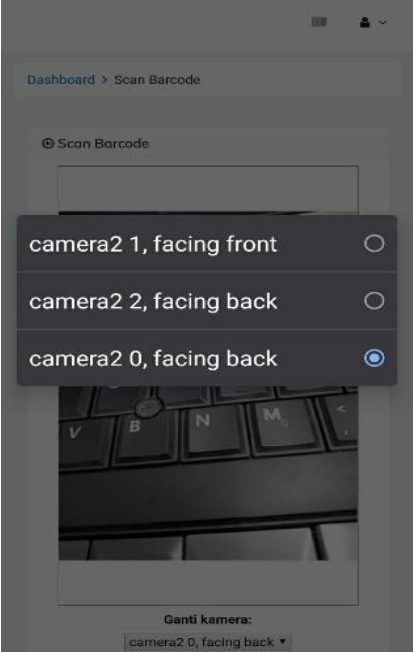 Dashboard > Scan Barcode
Scan Barcode
camera2 1, facing front
camera2 2, facing back
camera2 0, facing back
V B N M <
,
Ganti kamera:
camera2 0, facing back